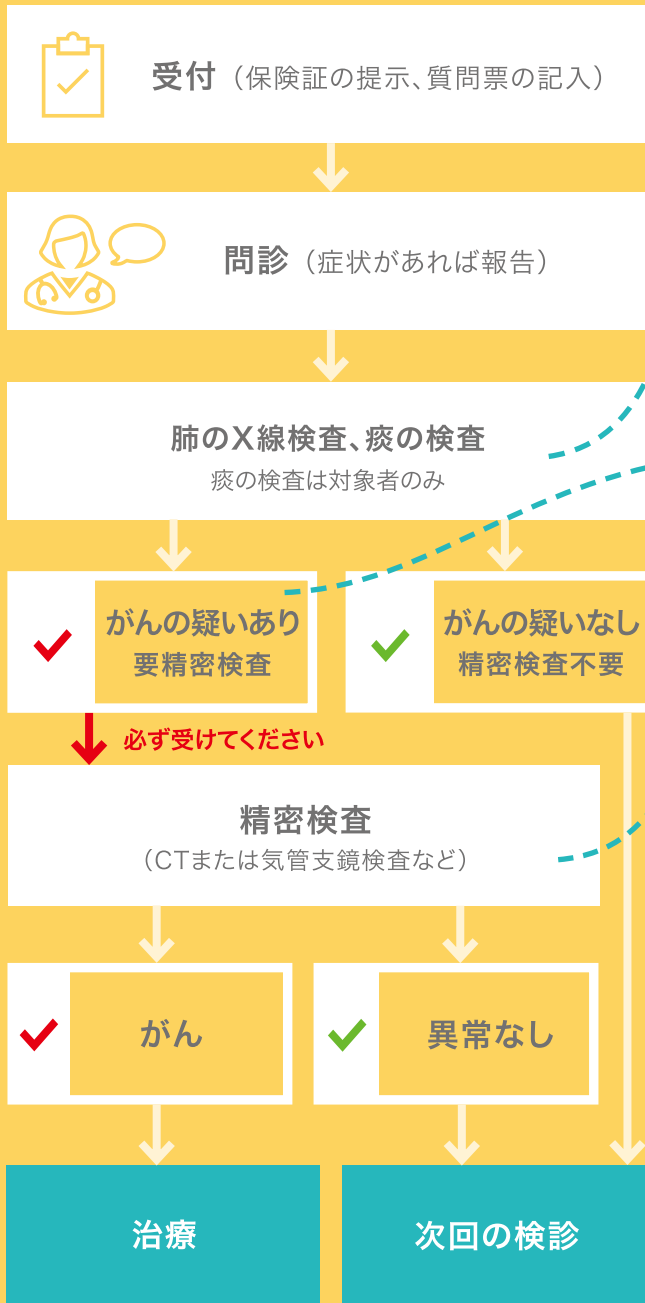 受付（保険証の提示、質問票の記入）
問診（症状があれば報告）
肺のX線検査、痰の検査
痰の検査は対象者のみ
がんの疑いあり
要精密検査
がんの疑いなし
精密検査不要
必ず受けてください
精密検査
（CTまたは気管支鏡検査など）
がん
異常なし
治療
次回の検診